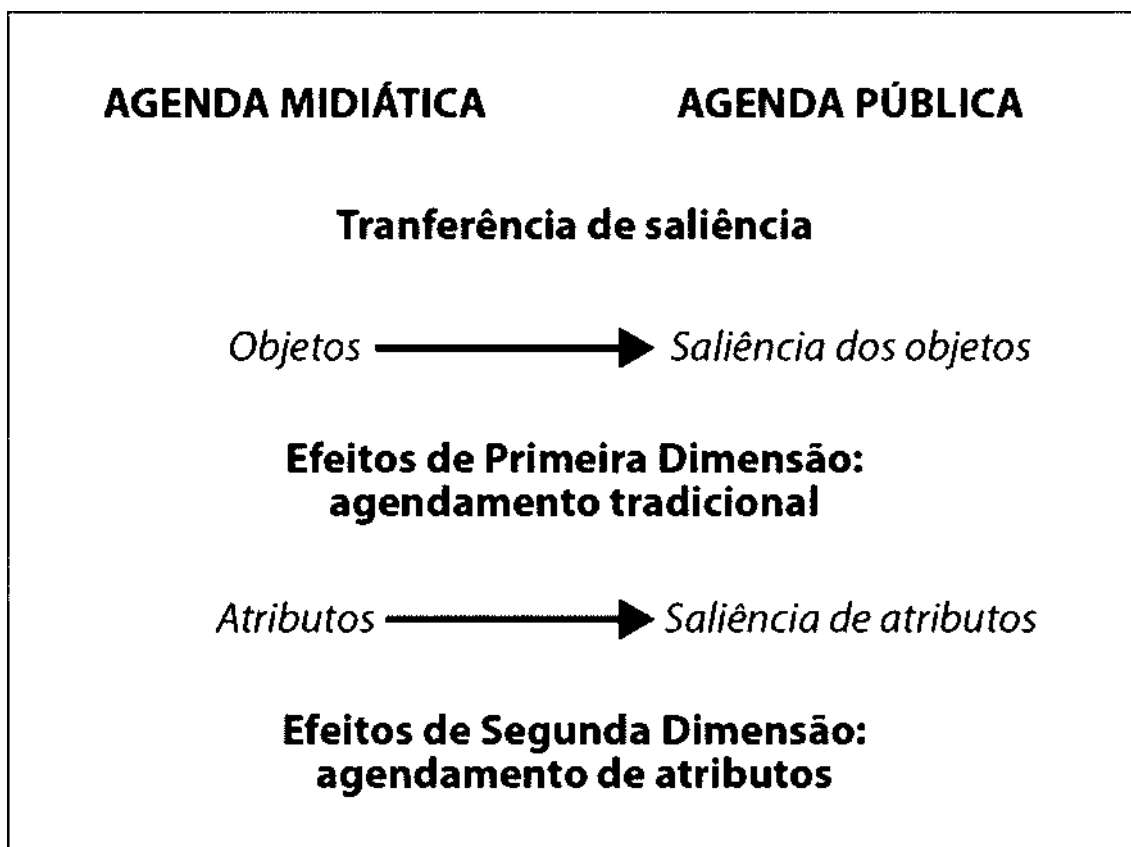 AGENDA MIDIÁTICA AGENDA PÚBLICA
Tranferência de saliência
Objetos Saliência dos objetos
Efeitos de Primeira Dimensão:
agendamento tradicional
Atributos Saliência de atributos
Efeitos de Segunda Dimensão:
agendamento de atributos